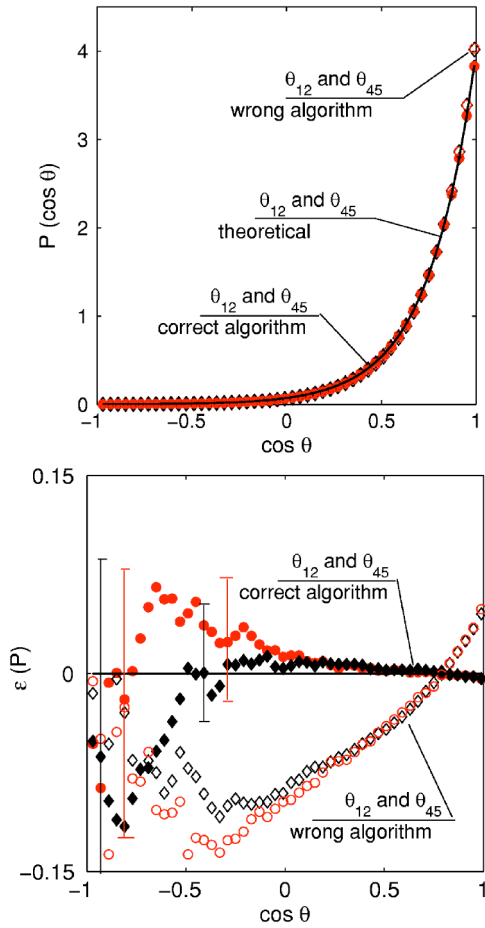 4
3
2
1
0
P (cos θ)
θ12 and θ45
wrong algorithm
θ12 and θ45
theoretical
θ12 and θ45
correct algorithm
-1
-0.5
0
0.5
1
cos θ
0.15
0
-0.15
ε (P)
θ12 and θ45
correct algorithm
θ12 and θ45
wrong algorithm
-1
-0.5
0
0.5
1
cos θ